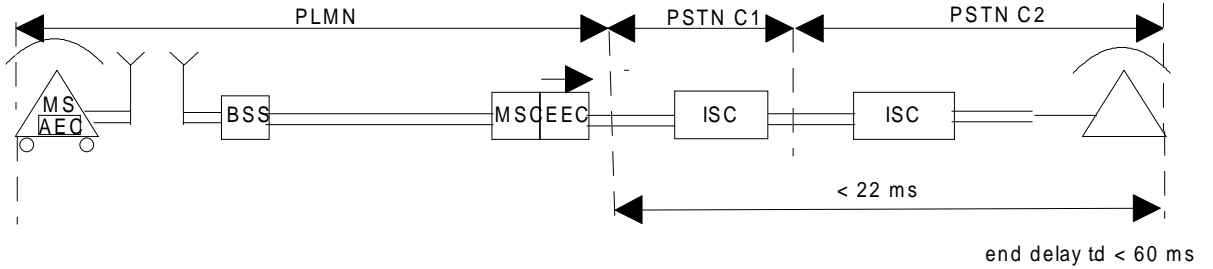 PLMN
PSTN C1
PSTN C2
MS
AEC
BSS
MSC
EEC
ISC
ISC
< 22 ms
end delay td < 60 ms